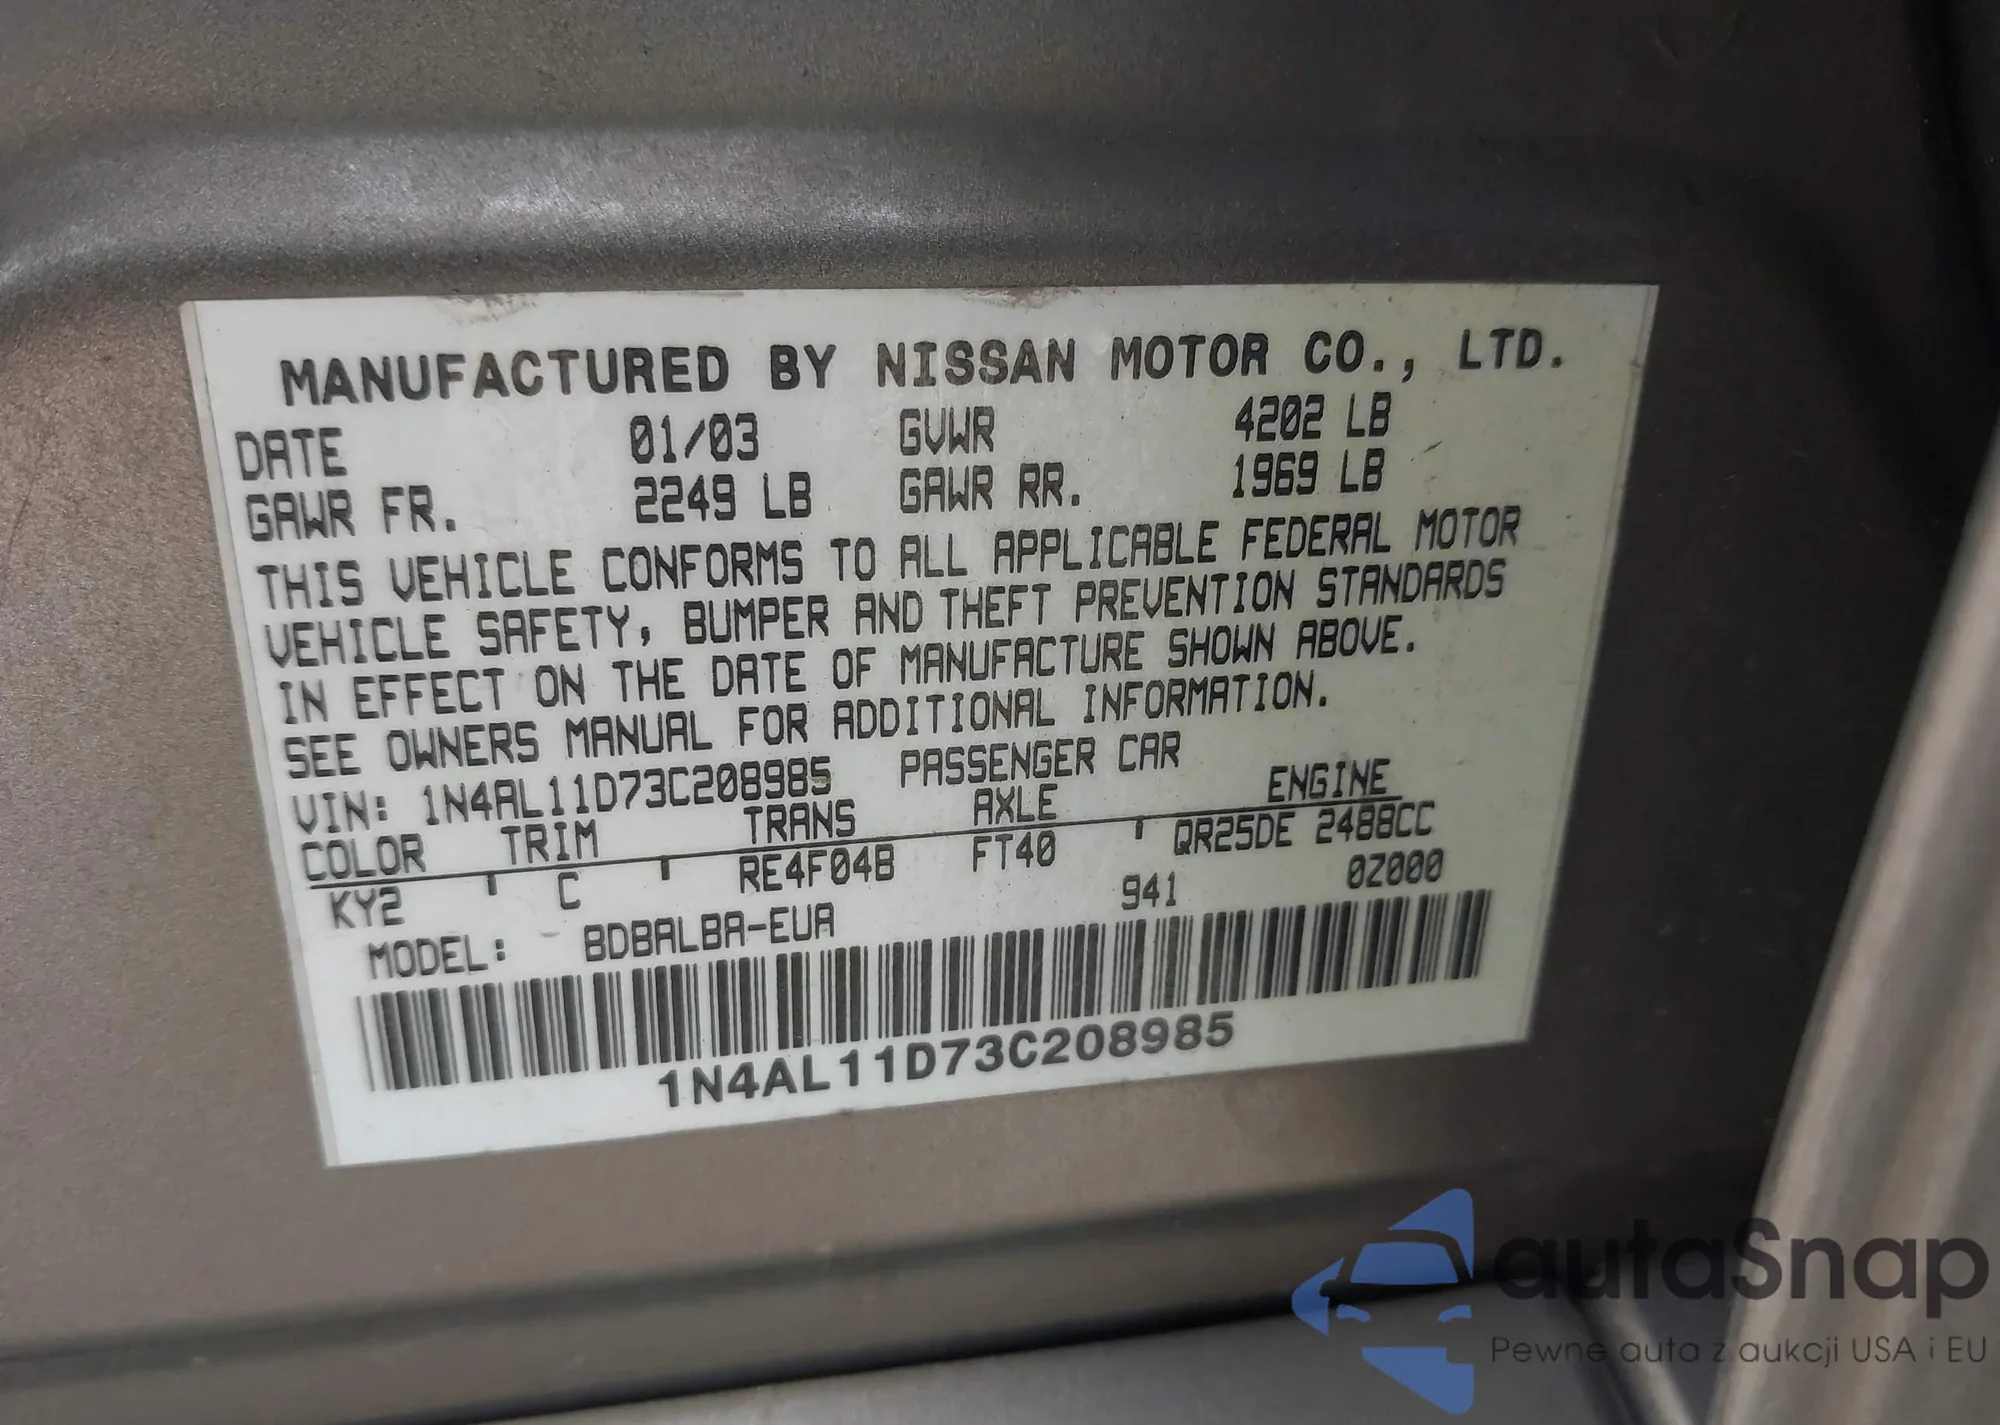 MANUFACTURED BY NISSAN MOTOR CO., LTD.
DATE 01/03 GVWR 4202 LB
GAWR FR. 2249 LB GAWR RR. 1969 LB
THIS VEHICLE CONFORMS TO ALL APPLICABLE FEDERAL MOTOR
VEHICLE SAFETY, BUMPER AND THEFT PREVENTION STANDARDS
IN EFFECT ON THE DATE OF MANUFACTURE SHOWN ABOVE.
SEE OWNERS MANUAL FOR ADDITIONAL INFORMATION.
VIN: 1N4AL11D73C208985 PASSENGER CAR
COLOR TRIM TRANS AXLE ENGINE
KY2 C RE4F04B FT40 QR25DE 2488CC
MODEL: BDBALBA-EUA 941 0Z000
1N4AL11D73C208985
autaSnap
Pewne auta z aukcji USA i EU